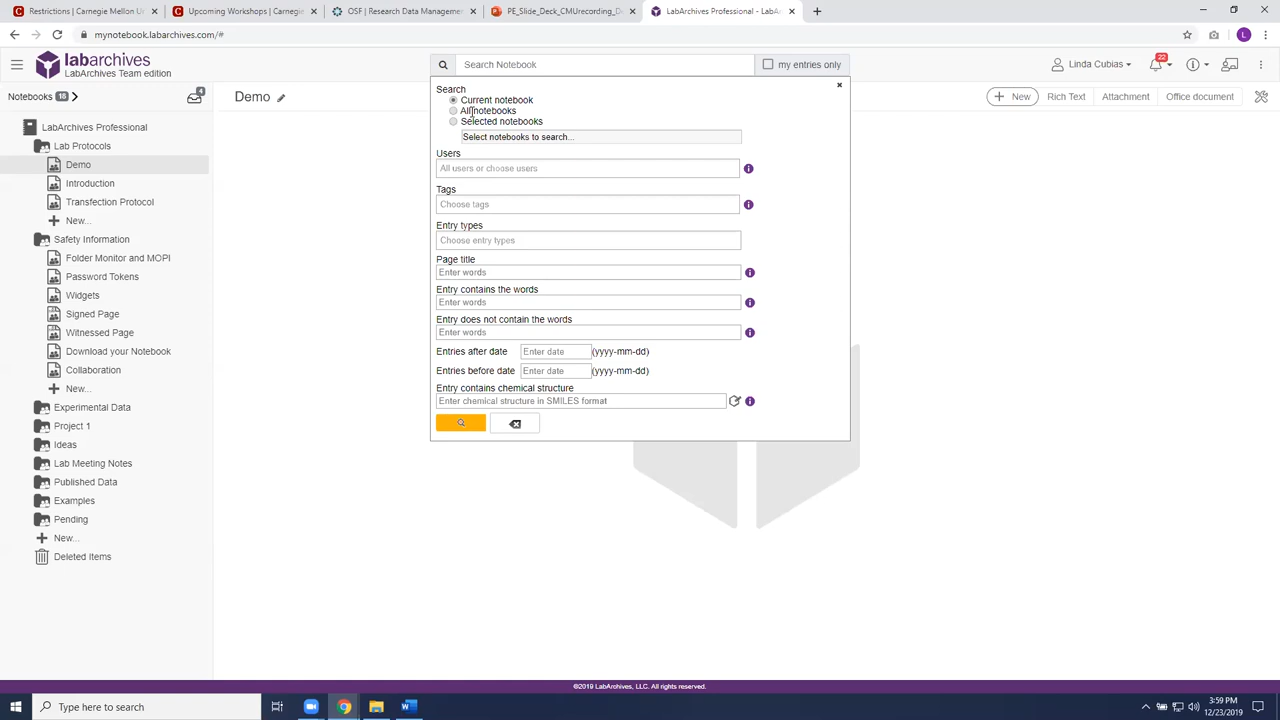 Restrictions | Carnegie Mellon Un
Upcoming Workshops | Carnegie M
OSF | Research Data Management
PE_Slide_Deck_CMUrecording_De
LabArchives Professional - LabAr
mynotebook.labarchives.com/#
L
labarchives
LabArchives Team edition
Search Notebook
my entries only
Linda Cubias
22
Notebooks 18
4
Demo
New
Rich Text
Attachment
Office document
LabArchives Professional
Lab Protocols
Demo
Introduction
Transfection Protocol
New...
Safety Information
Folder Monitor and MOPI
Password Tokens
Widgets
Signed Page
Witnessed Page
Download your Notebook
Collaboration
New...
Experimental Data
Project 1
Ideas
Lab Meeting Notes
Published Data
Examples
Pending
New...
Deleted Items
Search
Current notebook
All notebooks
Selected notebooks
Select notebooks to search...
Users
All users or choose users
Tags
Choose tags
Entry types
Choose entry types
Page title
Enter words
Entry contains the words
Enter words
Entry does not contain the words
Enter words
Entries after date Enter date (yyyy-mm-dd)
Entries before date Enter date (yyyy-mm-dd)
Entry contains chemical structure
Enter chemical structure in SMILES format
©2019 LabArchives, LLC. All rights reserved.
Type here to search
3:59 PM
12/23/2019